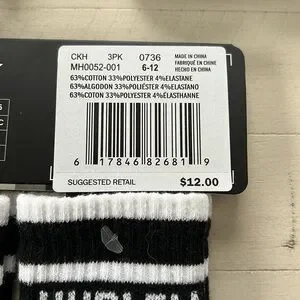 CKH 3PK 0736 MADE IN CHINA
FABRIQUÉ EN CHINE
MH0052-001 6-12 HECHO EN CHINA
63%COTTON 33%POLYESTER 4%ELASTANE
63%ALGODON 33%POLIÉSTER 4%ELASTANO
63%COTON 33%POLYESTER 4%ÉLASTHANNE
6 17846 82681 9
SUGGESTED RETAIL $12.00